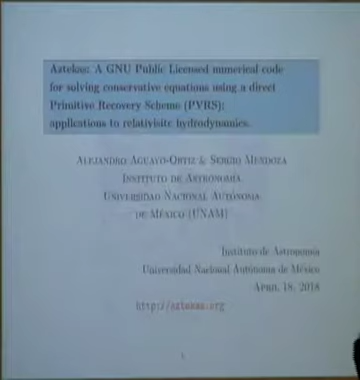 Aztekas: A GNU Public Licensed numerical code
for solving conservative equations using a direct
Primitive Recovery Scheme (PVRS):
applications to relativisitc hydrodynamics.
Alejandro Aguayo-Ortiz & Sergio Mendoza
Instituto de Astronomía
Universidad Nacional Autónoma
de México (UNAM)
Instituto de Astronomía
Universidad Nacional Autónoma de México
April 18, 2018
http://aztekas.org
1